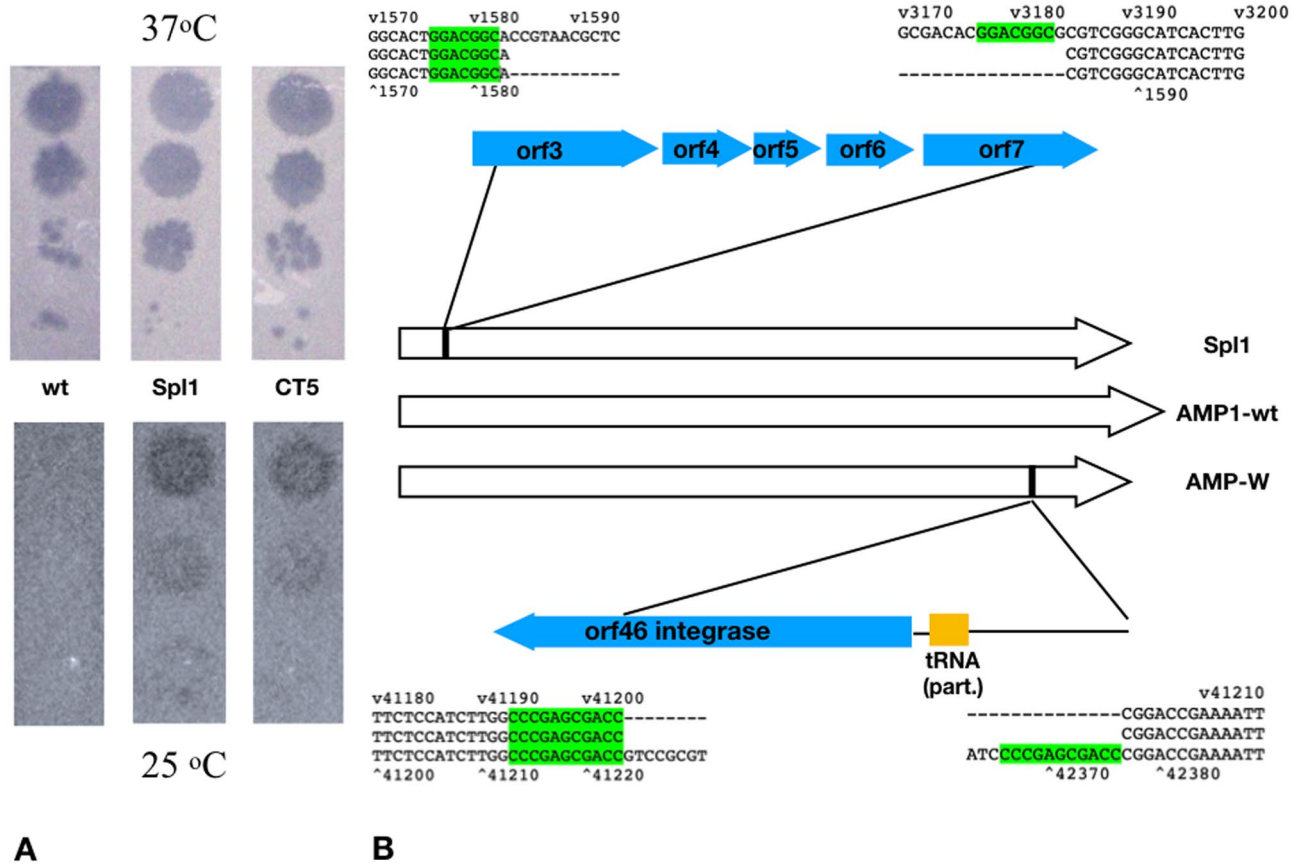 37°C
wt Spl1 CT5
25 °C
A
v1570 v1580 v1590
GGCACTGGACGGCACCGTAACGCTC
GGCACTGGACGGCA
GGCACTGGACGGCA-----------
^1570 ^1580
v3170 v3180 v3190 v3200
GCGACACGGACGGCGCGTCGGGCATCACTTG
CGTCGGGCATCACTTG
---------------CGTCGGGCATCACTTG
^1590
orf3 orf4 orf5 orf6 orf7
Spl1
AMP1-wt
AMP-W
orf46 integrase
tRNA
(part.)
v41180 v41190 v41200
TTCTCCATCTTGGCCCGAGCGACC--------
TTCTCCATCTTGGCCCGAGCGACC
TTCTCCATCTTGGCCCGAGCGACCGTCCGCGT
^41200 ^41210 ^41220
v41210
--------------CGGACCGAAAATT
CGGACCGAAAATT
ATCCCCGAGCGACCCGGACCGAAAATT
^42370 ^42380
B